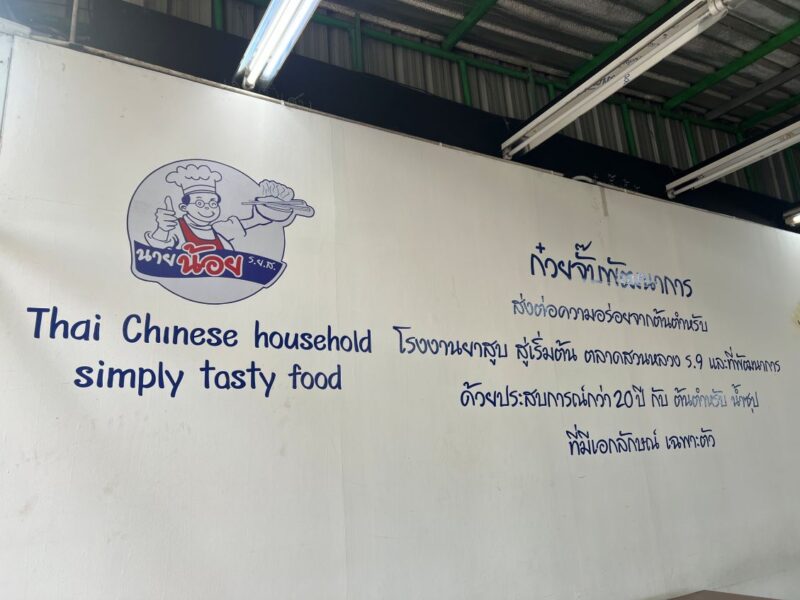 นายน้อย ร.ย.ส.
Thai Chinese household
simply tasty food
ก๋วยจั๊บพัฒนาการ
ส่งต่อความอร่อยจากต้นตำหรับ
โรงงานยาสูบ สู่เริ่มต้น ตลาดสวนหลวง ร.9 และที่พัฒนาการ
ด้วยประสบการณ์กว่า 20 ปี กับ ต้นตำหรับ น้ำซุป
ที่มีเอกลักษณ์ เฉพาะตัว